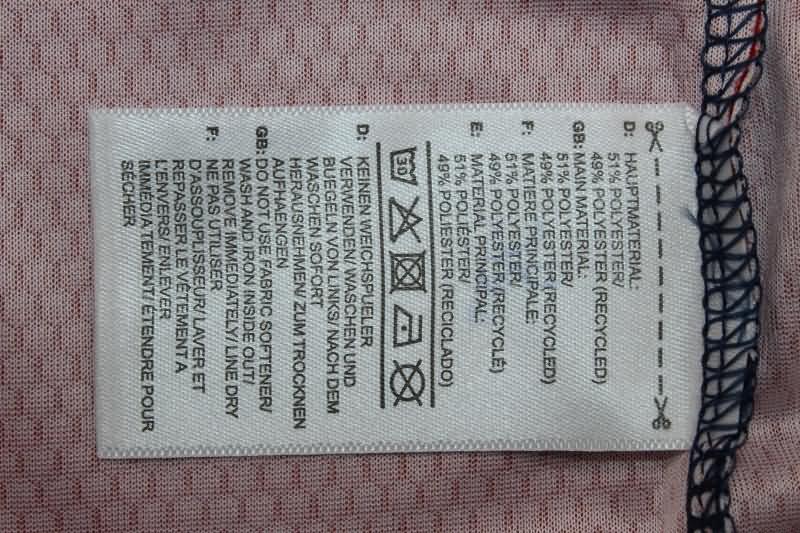 D: HAUPTMATERIAL:
51% POLYESTER/
49% POLYESTER (RECYCLED)
GB: MAIN MATERIAL:
51% POLYESTER/
49% POLYESTER (RECYCLED)
F: MATIERE PRINCIPALE:
51% POLYESTER/
49% POLYESTER (RECYCLÉ)
E: MATERIAL PRINCIPAL:
51% POLIÉSTER/
49% POLIESTER (RECICLADO)
30
D: KEINEN WEICHSPUELER
VERWENDEN/ WASCHEN UND
BUEGELN VON LINKS/ NACH DEM
WASCHEN SOFORT
HERAUSNEHMEN/ ZUM TROCKNEN
AUFHAENGEN
GB: DO NOT USE FABRIC SOFTENER/
WASH AND IRON INSIDE OUT/
REMOVE IMMEDIATELY/ LINE DRY
F: NE PAS UTILISER
D'ASSOUPLISSEUR/ LAVER ET
REPASSER LE VÊTEMENT A
L'ENVERS/ ENLEVER
IMMÉDIATEMENT/ ÉTENDRE POUR
SÉCHER